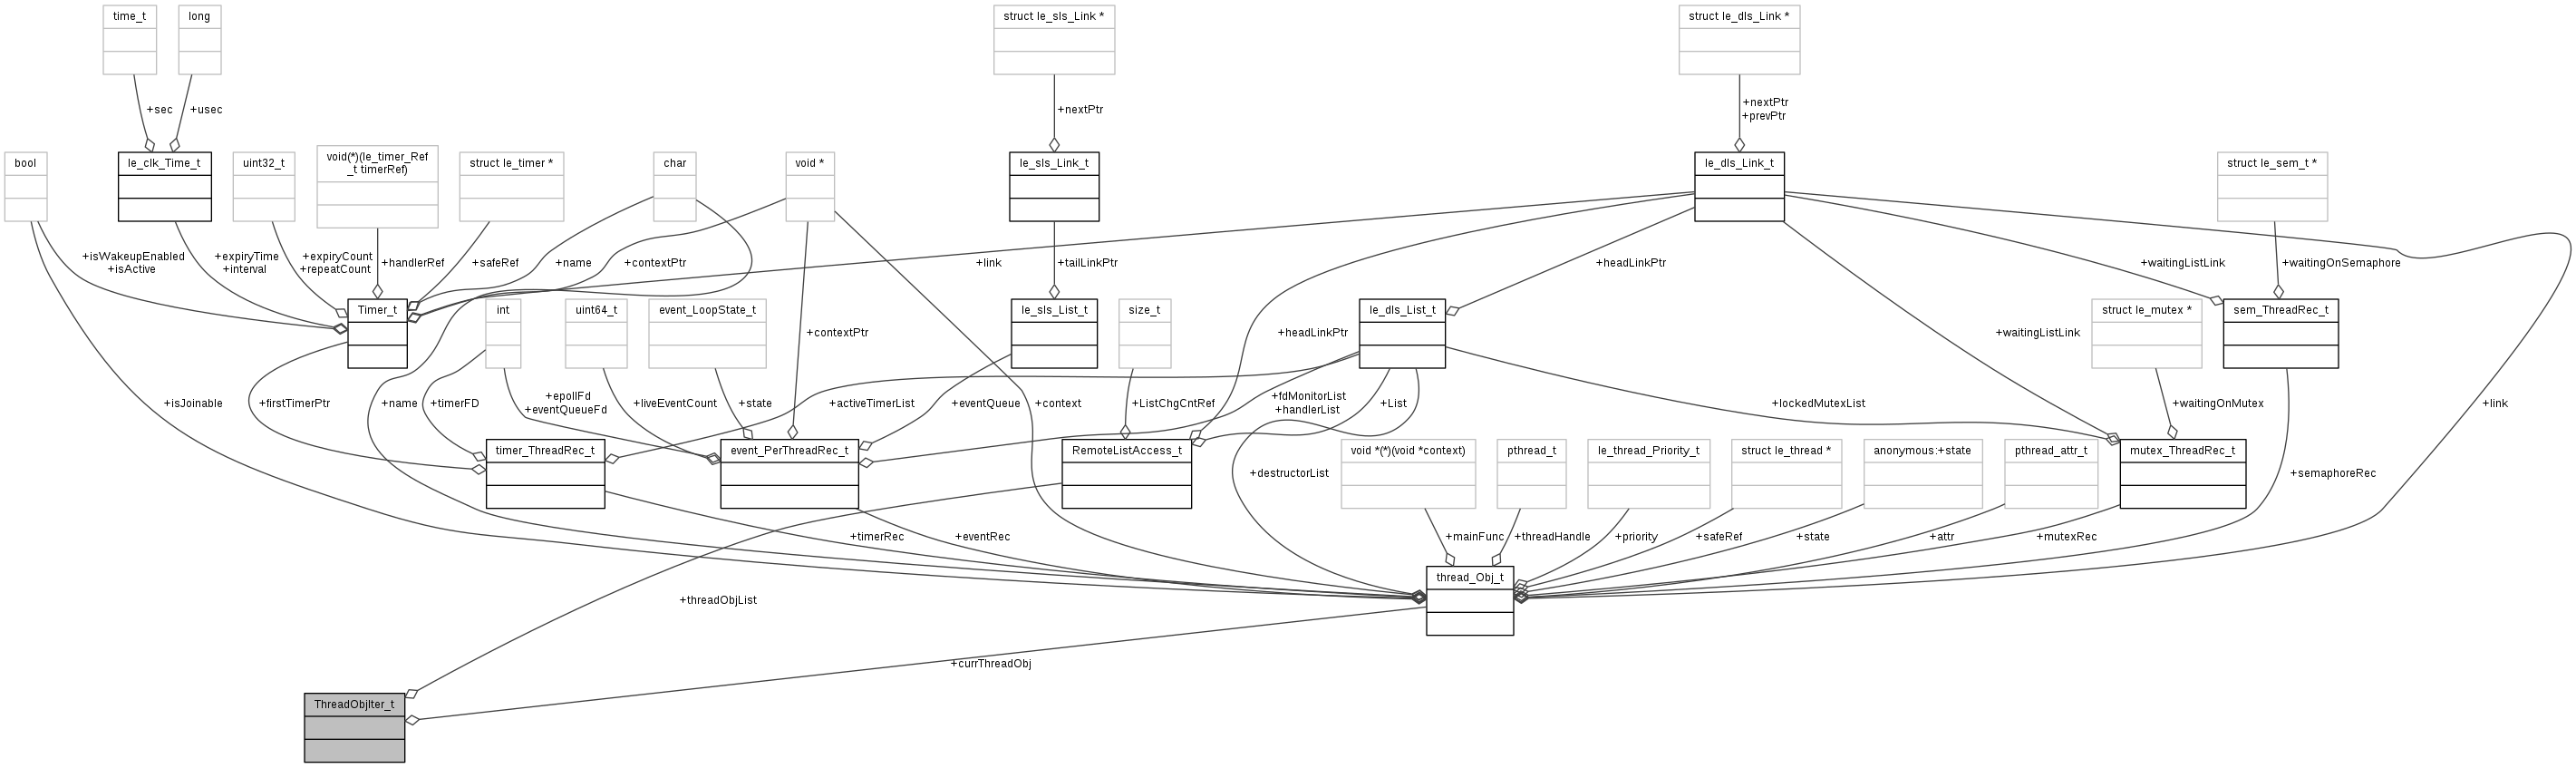 time_t
long
struct le_sls_Link *
struct le_dls_Link *
+sec
+usec
+nextPtr
+nextPtr
+prevPtr
bool
le_clk_Time_t
uint32_t
void(*)(le_timer_Ref
_t timerRef)
struct le_timer *
char
void *
le_sls_Link_t
le_dls_Link_t
struct le_sem_t *
+isWakeupEnabled
+isActive
+expiryTime
+interval
+expiryCount
+repeatCount
+handlerRef
+safeRef
+name
+contextPtr
+link
+tailLinkPtr
+headLinkPtr
+waitingListLink
+waitingOnSemaphore
Timer_t
int
uint64_t
event_LoopState_t
le_sls_List_t
size_t
le_dls_List_t
struct le_mutex *
sem_ThreadRec_t
+contextPtr
+headLinkPtr
+waitingListLink
+isJoinable
+firstTimerPtr
+name
+timerFD
+epollFd
+eventQueueFd
+liveEventCount
+state
+activeTimerList
+eventQueue
+context
+ListChgCntRef
+fdMonitorList
+handlerList
+List
+lockedMutexList
+waitingOnMutex
+link
timer_ThreadRec_t
event_PerThreadRec_t
RemoteListAccess_t
void *(*)(void *context)
pthread_t
le_thread_Priority_t
struct le_thread *
anonymous:+state
pthread_attr_t
mutex_ThreadRec_t
+destructorList
+semaphoreRec
+timerRec
+eventRec
+mainFunc
+threadHandle
+priority
+safeRef
+state
+attr
+mutexRec
thread_Obj_t
+threadObjList
+currThreadObj
ThreadObjIter_t